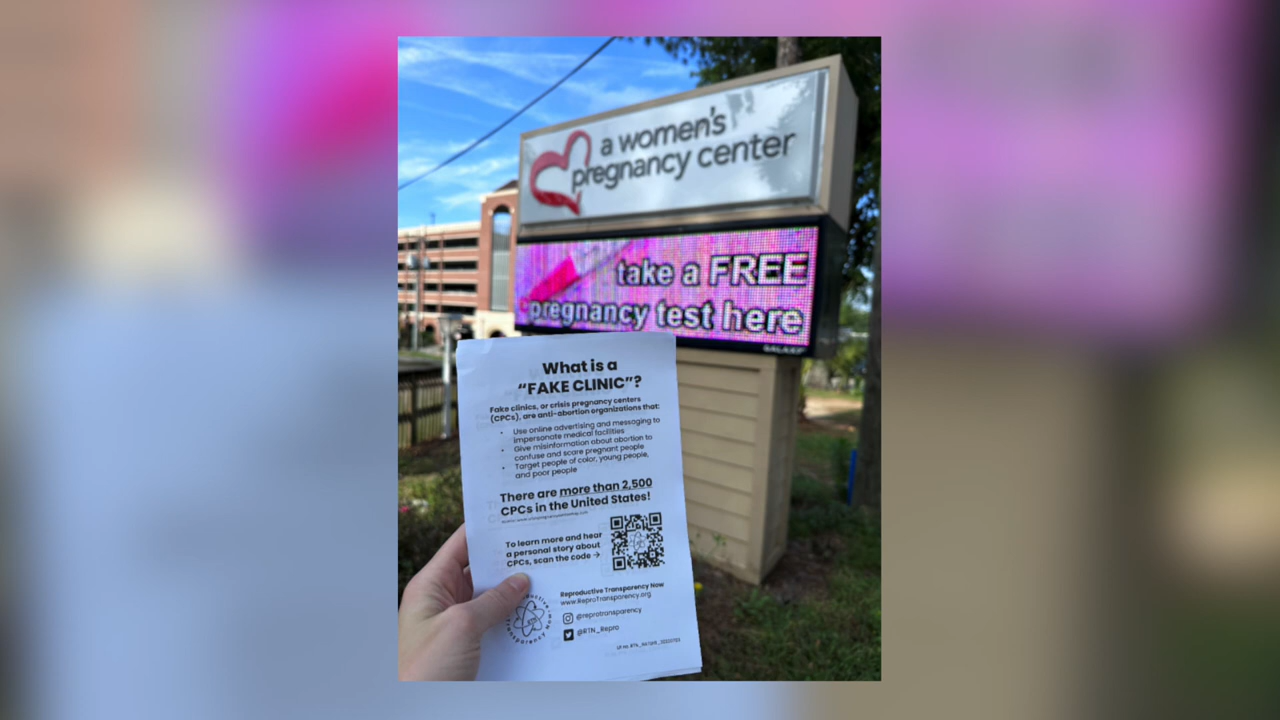 a women's
pregnancy center
take a FREE
pregnancy test here
GALAXY
What is a
"FAKE CLINIC"?
Fake clinics, or crisis pregnancy centers
(CPCs), are anti-abortion organizations that:
• Use online advertising and messaging to
impersonate medical facilities
• Give misinformation about abortion to
confuse and scare pregnant people
• Target people of color, young people,
and poor people
There are more than 2,500
CPCs in the United States!
To learn more and hear
a personal story about
CPCs, scan the code →
Reproductive Transparency Now
www.ReproTransparency.org
@reprotransparency
@RTN_Repro